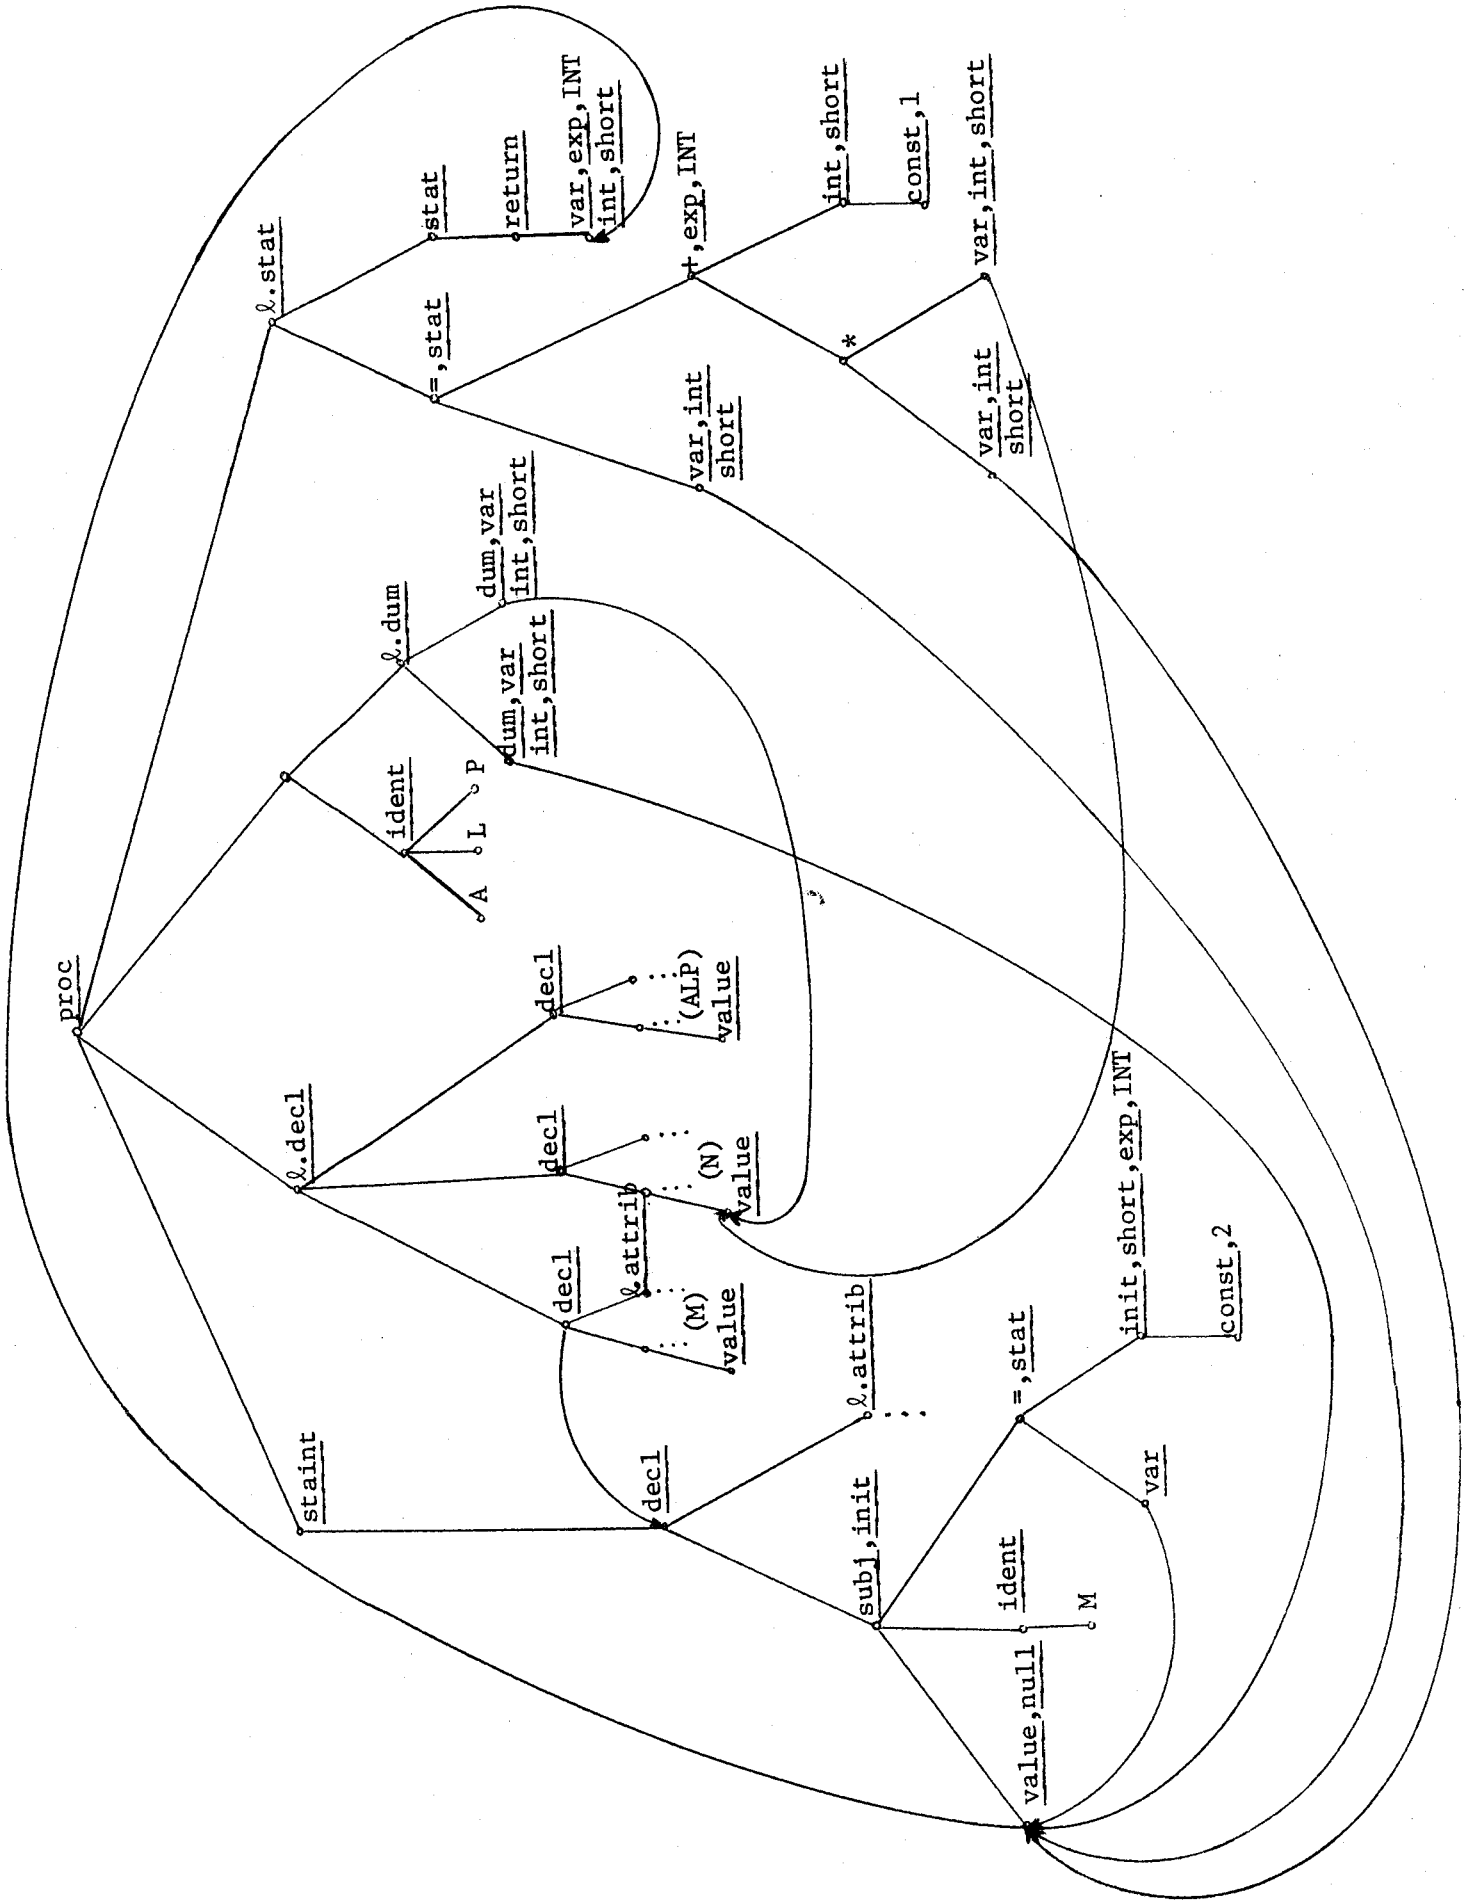 proc
staint
ℓ.decl
ℓ.stat
ident
A
L
P
ℓ.dum
=,stat
stat
return
decl
decl
decl
dum,var
int,short
dum,var
int,short
var,exp,INT
int,short
ℓ.attrib
(M)
value
(N)
value
(ALP)
value
decl
var,int
short
+,exp,INT
subj,init
ℓ.attrib
*
int,short
const,1
value,null
ident
M
=,stat
var
init,short,exp,INT
const,2
var,int
short
var,int,short